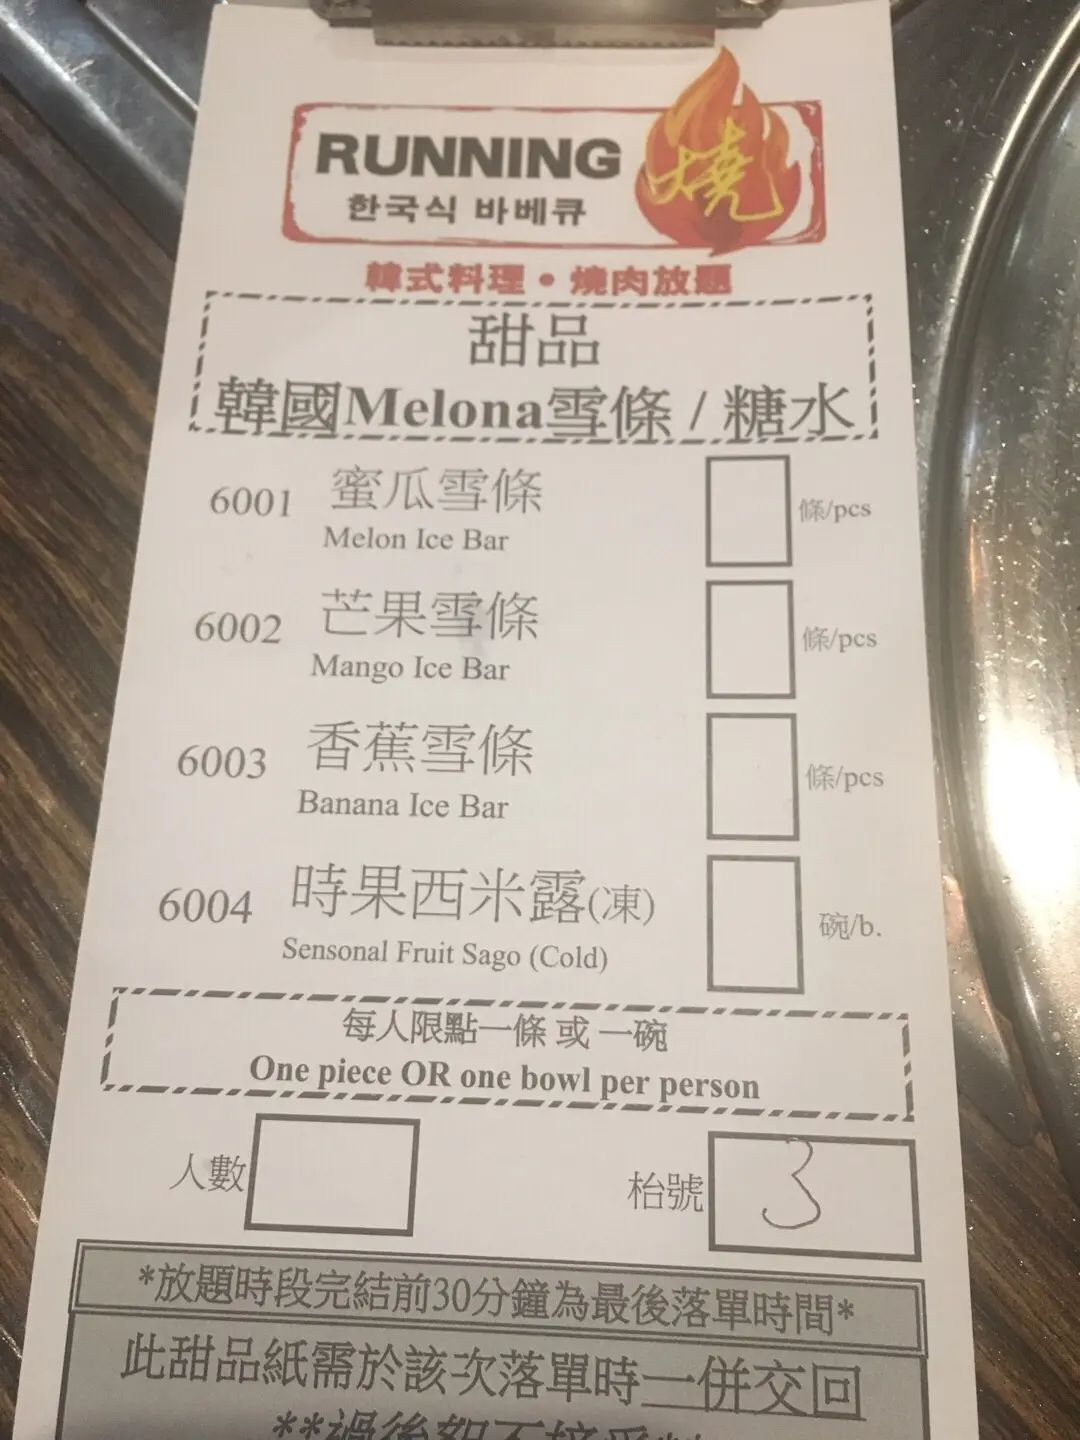 RUNNING 燒
한국식 바베큐
韓式料理•燒肉放題
甜品
韓國Melona雪條 / 糖水
6001 蜜瓜雪條 條/pcs
Melon Ice Bar
6002 芒果雪條 條/pcs
Mango Ice Bar
6003 香蕉雪條 條/pcs
Banana Ice Bar
6004 時果西米露(凍) 碗/b.
Sensonal Fruit Sago (Cold)
每人限點一條 或 一碗
One piece OR one bowl per person
人數 枱號 3
*放題時段完結前30分鐘為最後落單時間*
此甜品紙需於該次落單時一併交回
**過後恕不接受